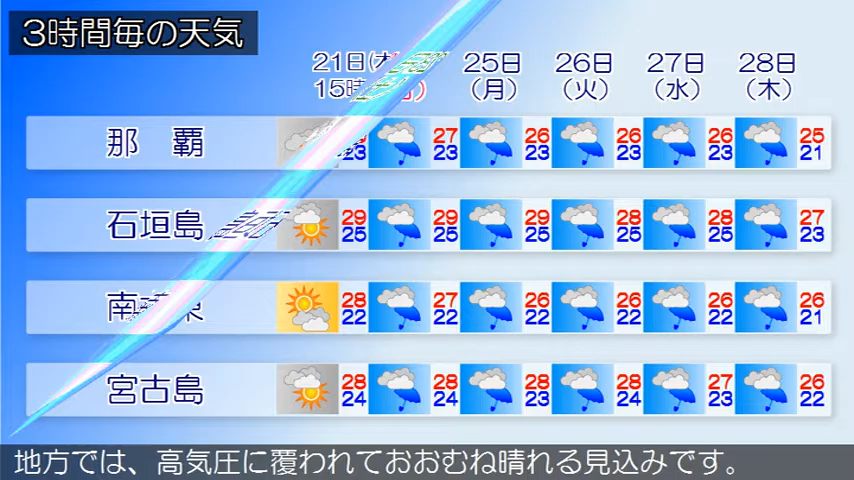 3時間毎の天気
21日 25日 26日 27日 28日
15時 (月) (火) (水) (木)
那 覇 23 27 23 26 23 26 23 26 23 25 21
石垣島 29 25 29 25 29 25 28 25 28 25 27 23
南 28 22 27 22 26 22 26 22 26 22 26 21
宮古島 28 24 28 24 28 23 28 24 27 23 26 22
地方では、高気圧に覆われておおむね晴れる見込みです。